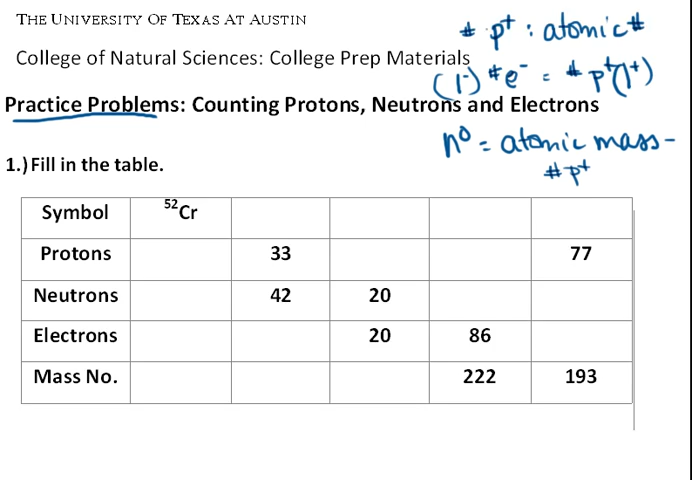 THE UNIVERSITY OF TEXAS AT AUSTIN
# p⁺ : atomic #
College of Natural Sciences: College Prep Materials
(1⁻) # e⁻ = # p⁺(1⁺)
Practice Problems: Counting Protons, Neutrons and Electrons
n⁰ = atomic mass -
# p⁺
1.) Fill in the table.
Symbol ⁵²Cr
Protons 33 77
Neutrons 42 20
Electrons 20 86
Mass No. 222 193